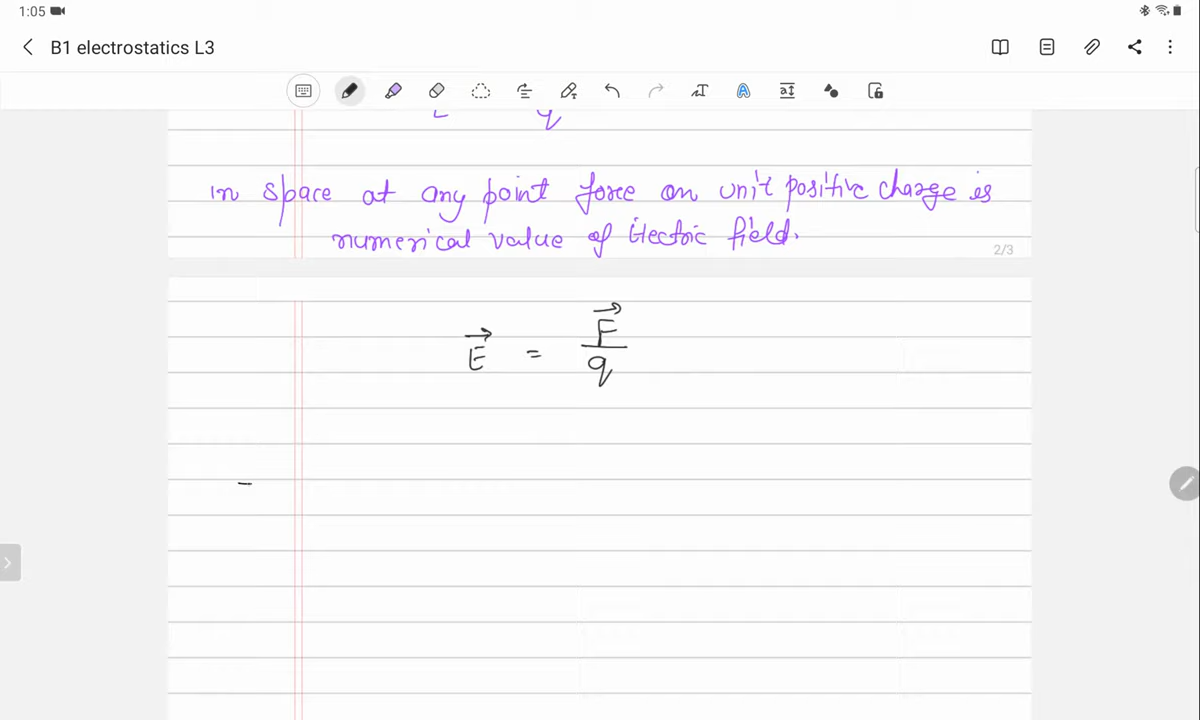 1:05
B1 electrostatics L3
in space at any point force on unit positive charge is
numerical value of Electric field.
2/3
E⃗ = F⃗/q
-